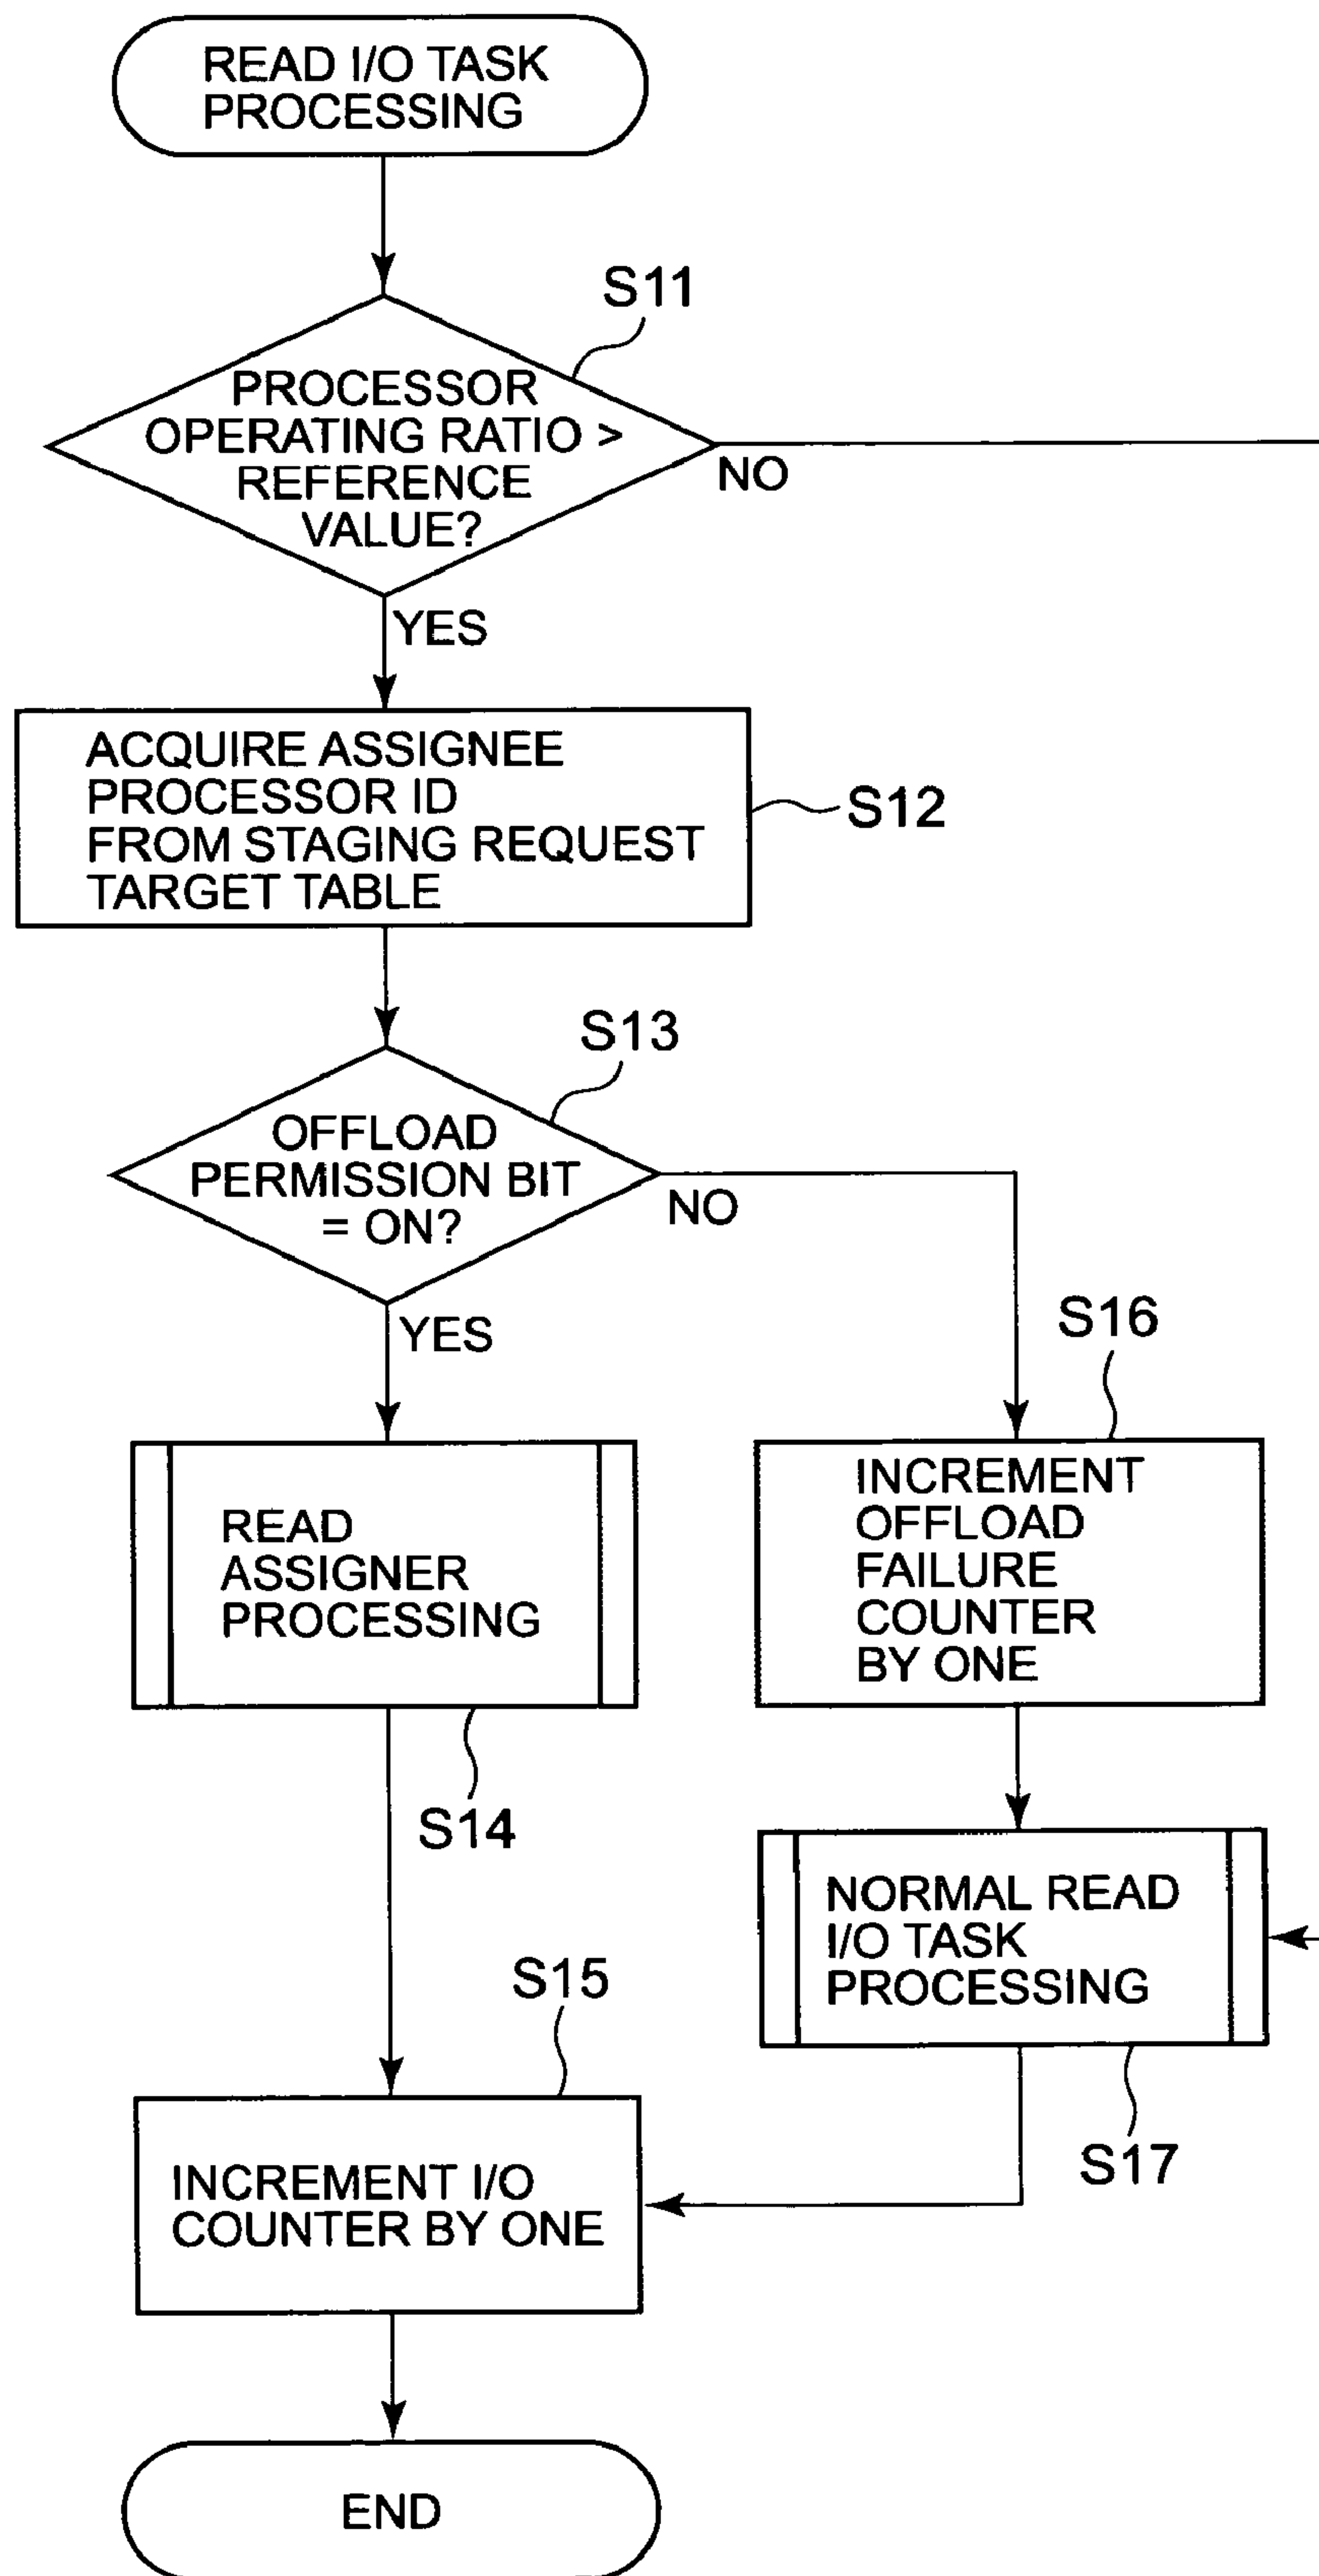 READ I/O TASK
PROCESSING
S11
PROCESSOR
OPERATING RATIO >
REFERENCE
VALUE?
NO
YES
ACQUIRE ASSIGNEE
PROCESSOR ID
FROM STAGING REQUEST
TARGET TABLE
S12
S13
OFFLOAD
PERMISSION BIT
= ON?
NO
YES
S16
READ
ASSIGNER
PROCESSING
INCREMENT
OFFLOAD
FAILURE
COUNTER
BY ONE
S14
NORMAL READ
I/O TASK
PROCESSING
S15
S17
INCREMENT I/O
COUNTER BY ONE
END